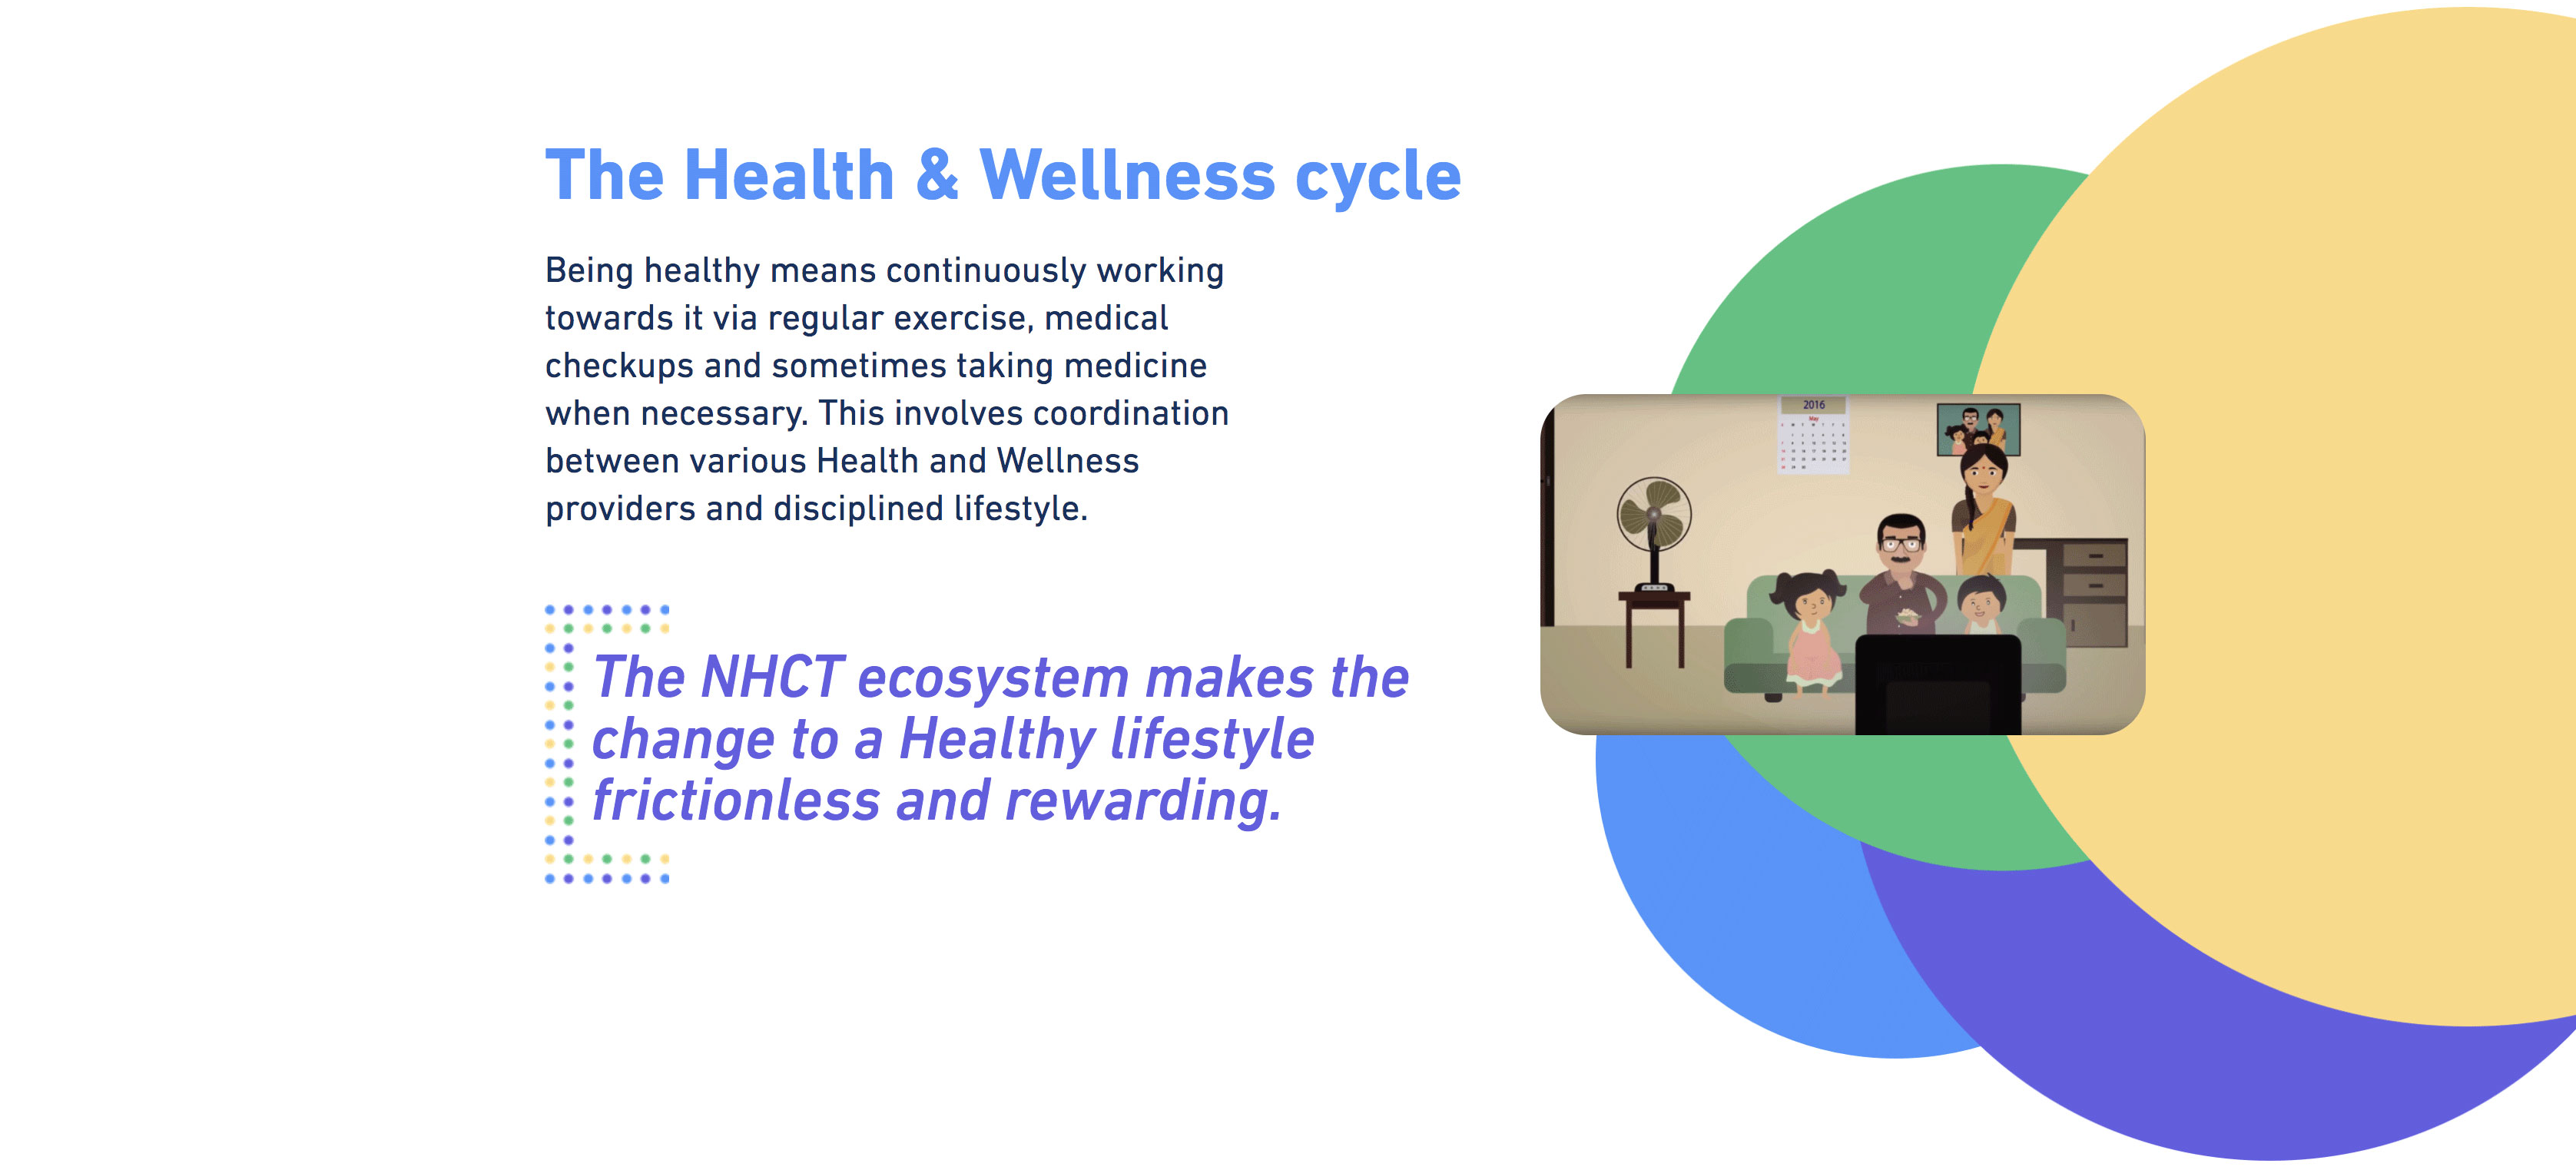 The Health & Wellness cycle
Being healthy means continuously working
towards it via regular exercise, medical
checkups and sometimes taking medicine
when necessary. This involves coordination
between various Health and Wellness
providers and disciplined lifestyle.
The NHCT ecosystem makes the
change to a Healthy lifestyle
frictionless and rewarding.
2016
May